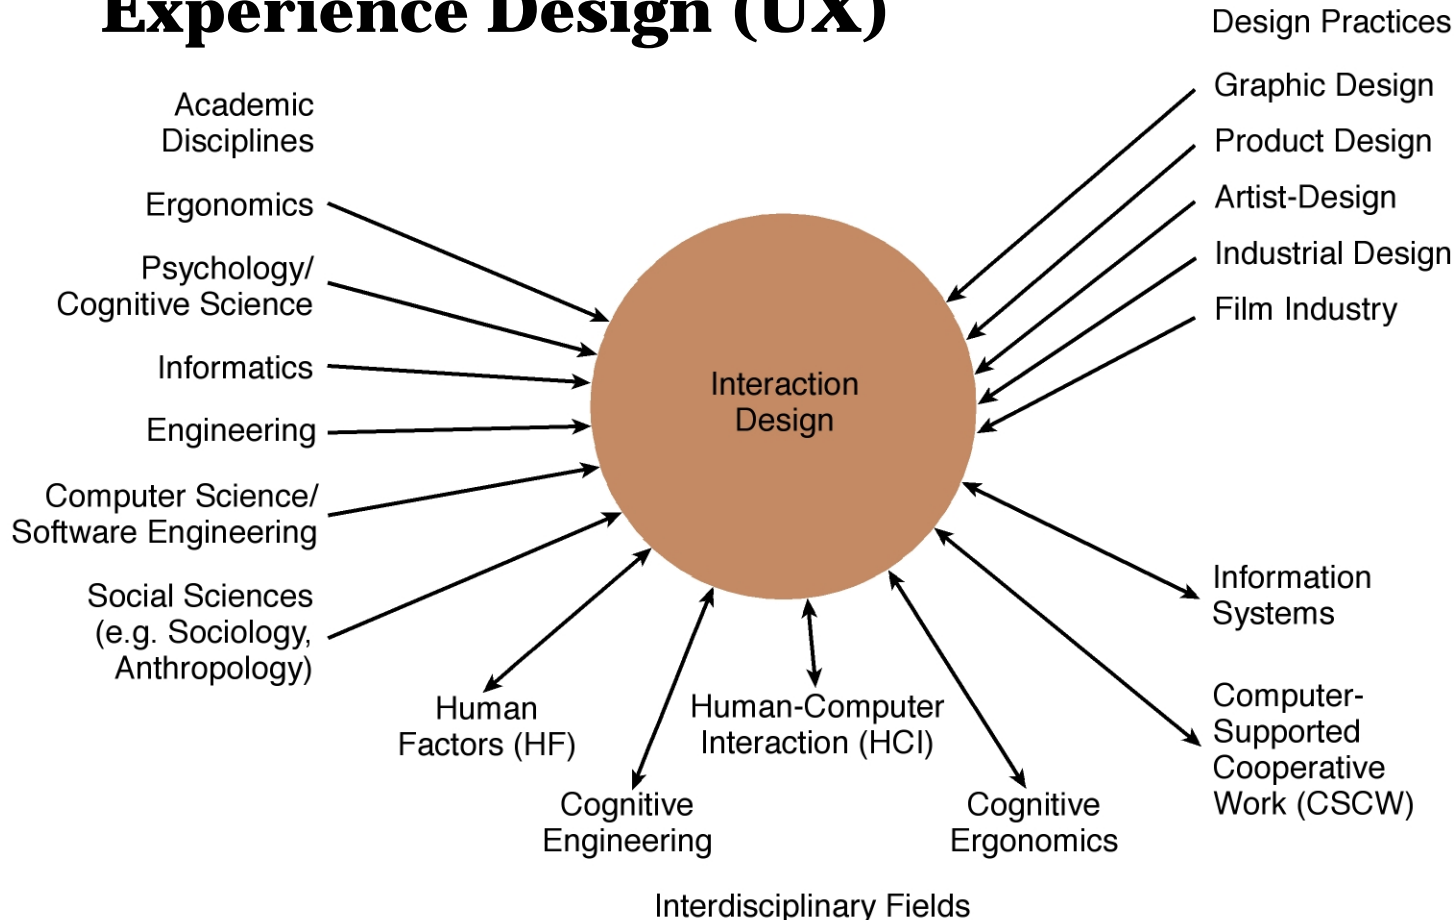 Experience Design (UX)
Academic
Disciplines
Ergonomics
Psychology/
Cognitive Science
Informatics
Engineering
Computer Science/
Software Engineering
Social Sciences
(e.g. Sociology,
Anthropology)
Interaction
Design
Design Practices
Graphic Design
Product Design
Artist-Design
Industrial Design
Film Industry
Information
Systems
Computer-
Supported
Cooperative
Work (CSCW)
Human
Factors (HF)
Cognitive
Engineering
Human-Computer
Interaction (HCI)
Cognitive
Ergonomics
Interdisciplinary Fields